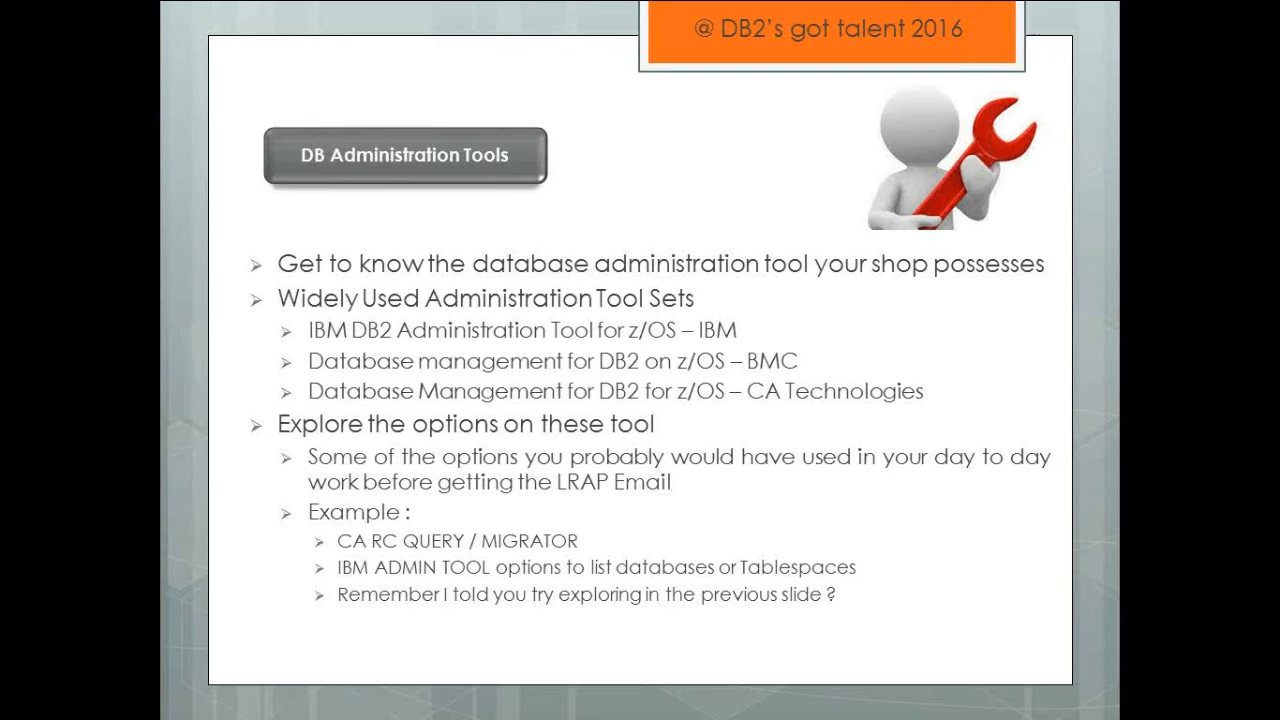 @ DB2's got talent 2016
DB Administration Tools
Get to know the database administration tool your shop possesses
Widely Used Administration Tool Sets
IBM DB2 Administration Tool for z/OS – IBM
Database management for DB2 on z/OS – BMC
Database Management for DB2 for z/OS – CA Technologies
Explore the options on these tool
Some of the options you probably would have used in your day to day
work before getting the LRAP Email
Example :
CA RC QUERY / MIGRATOR
IBM ADMIN TOOL options to list databases or Tablespaces
Remember I told you try exploring in the previous slide ?